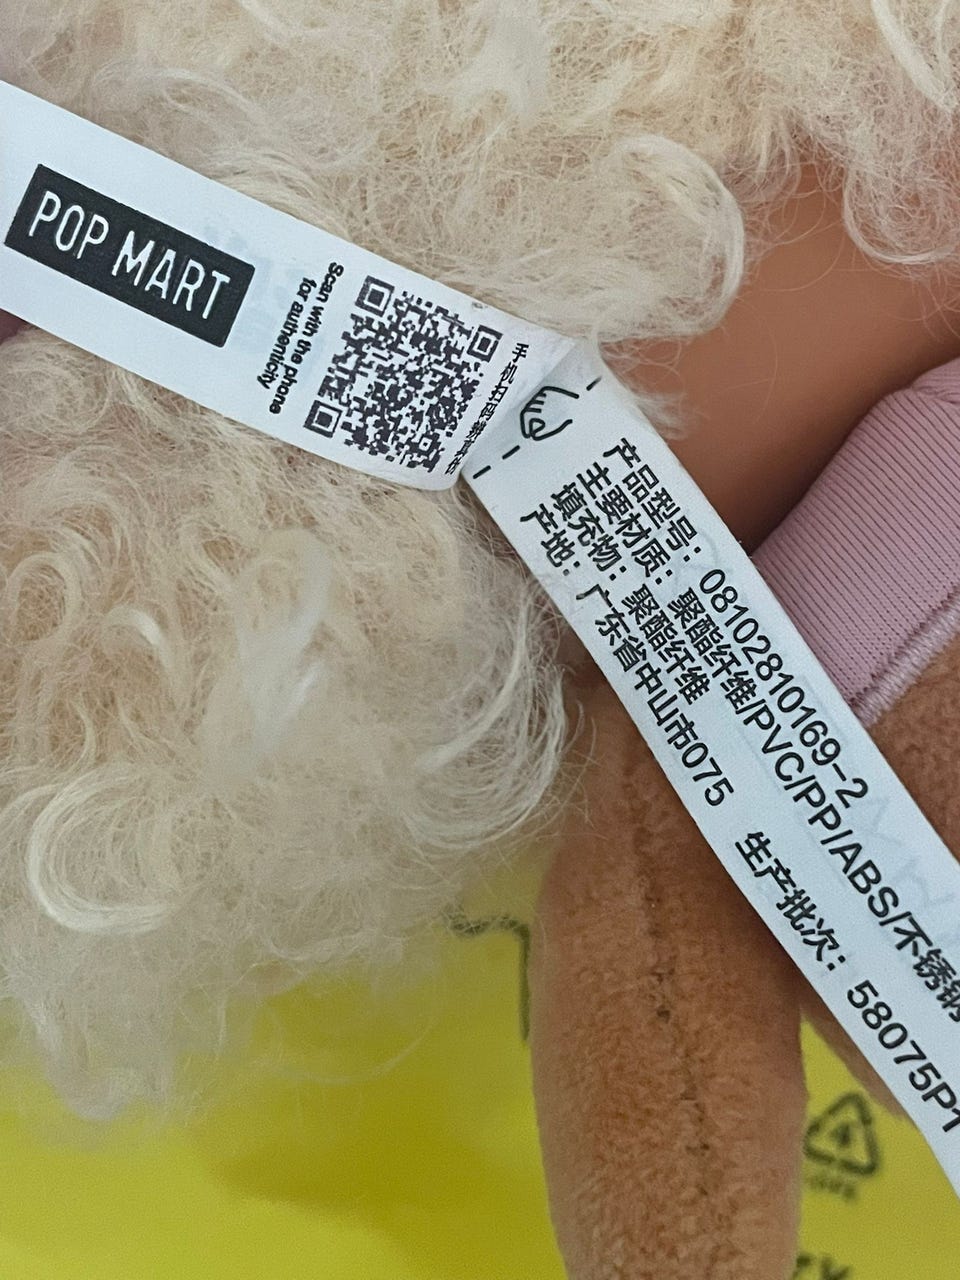 POP MART
Scan with the phone
for authenticity
产品型号：08102810169-2
主要材质：聚酯纤维/PVC/PP/ABS/不锈钢
填充物：聚酯纤维
产地：广东省中山市075 生产批次：58075P1
4